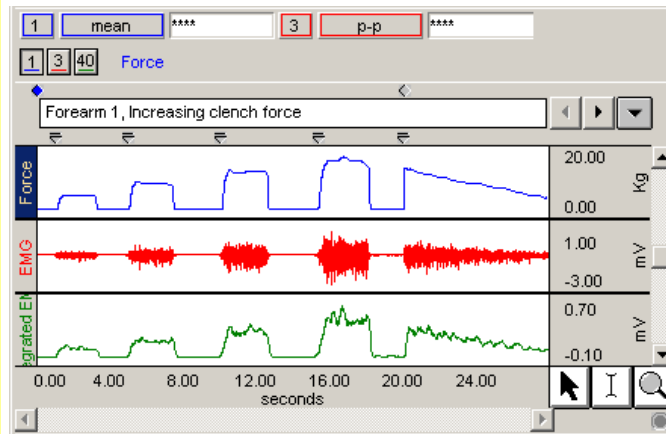 1 mean **** 3 p-p ****
1 3 40 Force
Forearm 1, Increasing clench force
Force
20.00
Kg
0.00
EMG
1.00
mV
-3.00
egrated EM
0.70
mV
-0.10
0.00 4.00 8.00 12.00 16.00 20.00 24.00
seconds